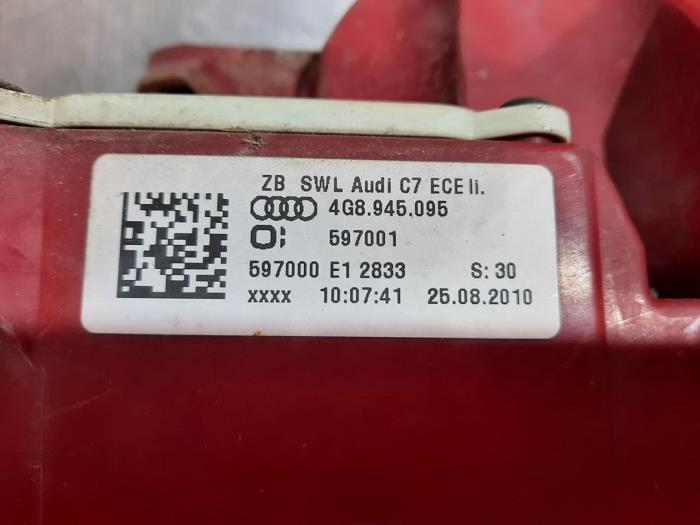 ZB SWL Audi C7 ECE li.
4G8.945.095
597001
597000 E1 2833 S: 30
xxxx 10:07:41 25.08.2010